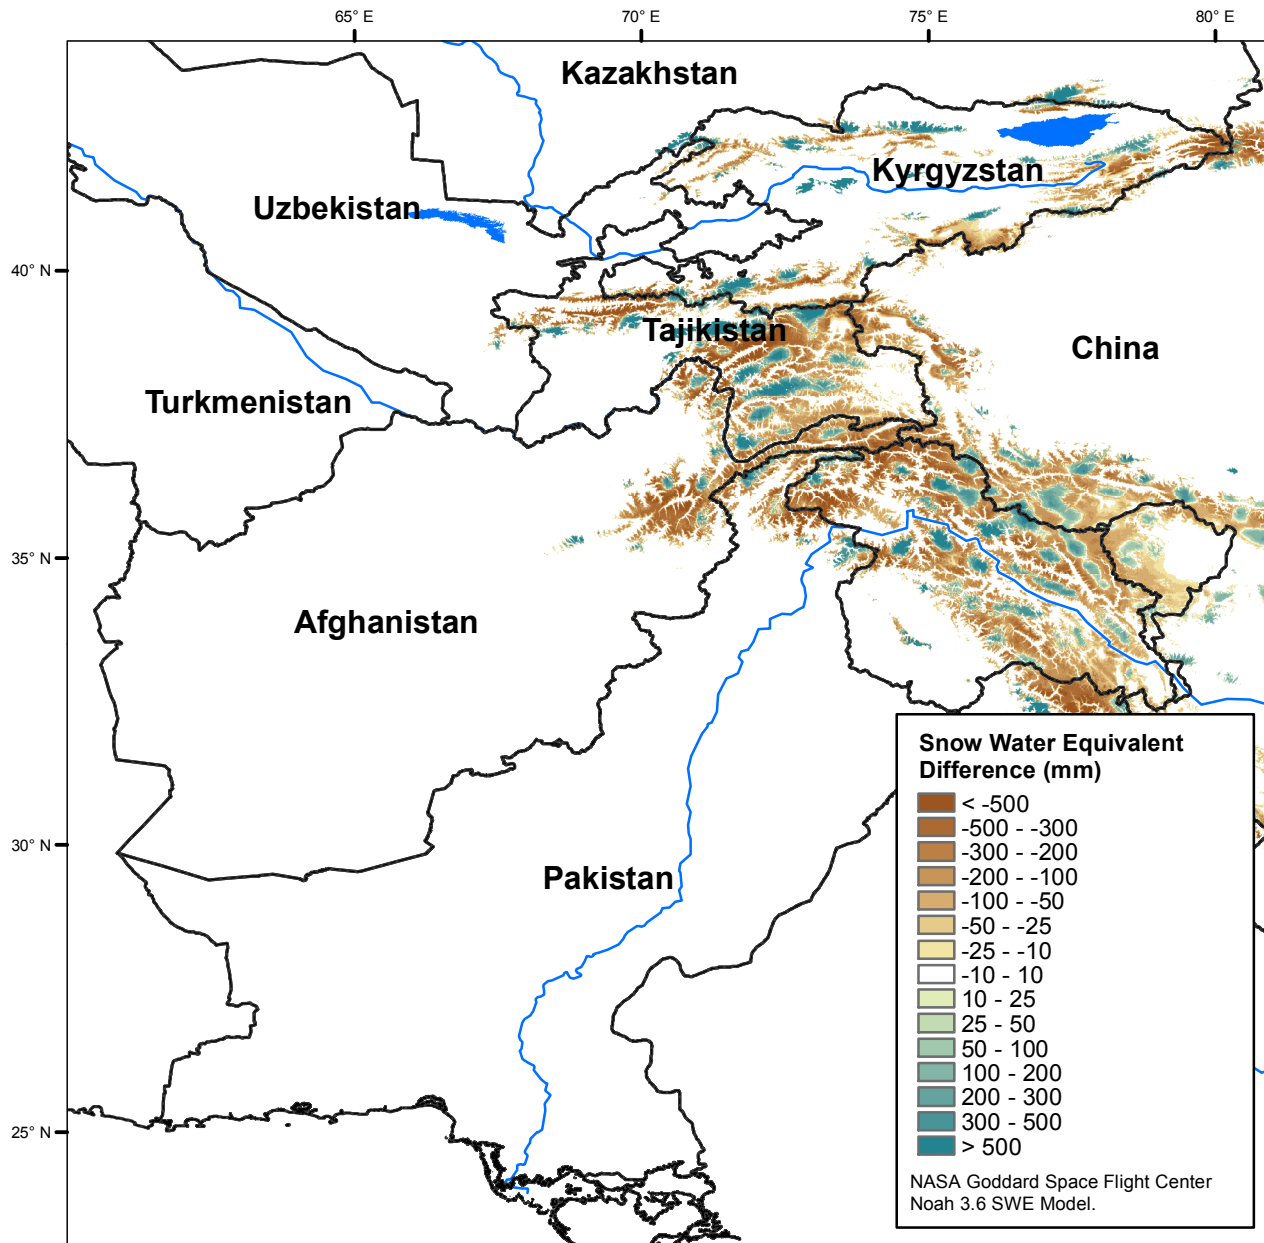 65° E
70° E
75° E
80° E
Kazakhstan
Kyrgyzstan
Uzbekistan
40° N
Tajikistan
China
Turkmenistan
35° N
Afghanistan
Snow Water Equivalent
Difference (mm)
< -500
-500 - -300
-300 - -200
-200 - -100
-100 - -50
-50 - -25
-25 - -10
-10 - 10
10 - 25
25 - 50
50 - 100
100 - 200
200 - 300
300 - 500
> 500
NASA Goddard Space Flight Center
Noah 3.6 SWE Model.
30° N
Pakistan
25° N